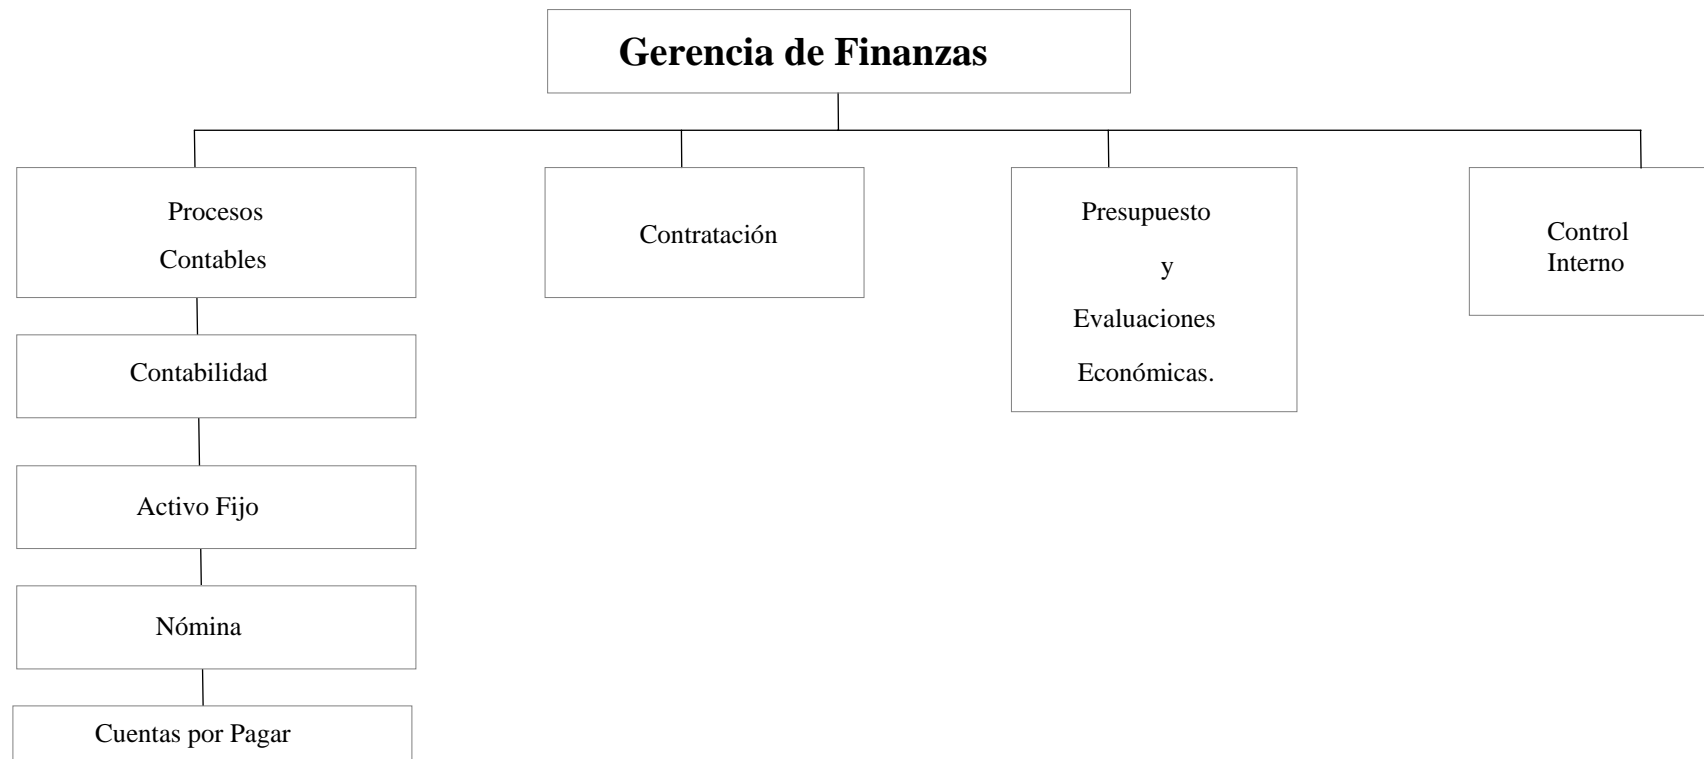 Gerencia de Finanzas
Procesos
Contables
Contratación
Presupuesto
y
Evaluaciones
Económicas.
Control
Interno
Contabilidad
Activo Fijo
Nómina
Cuentas por Pagar